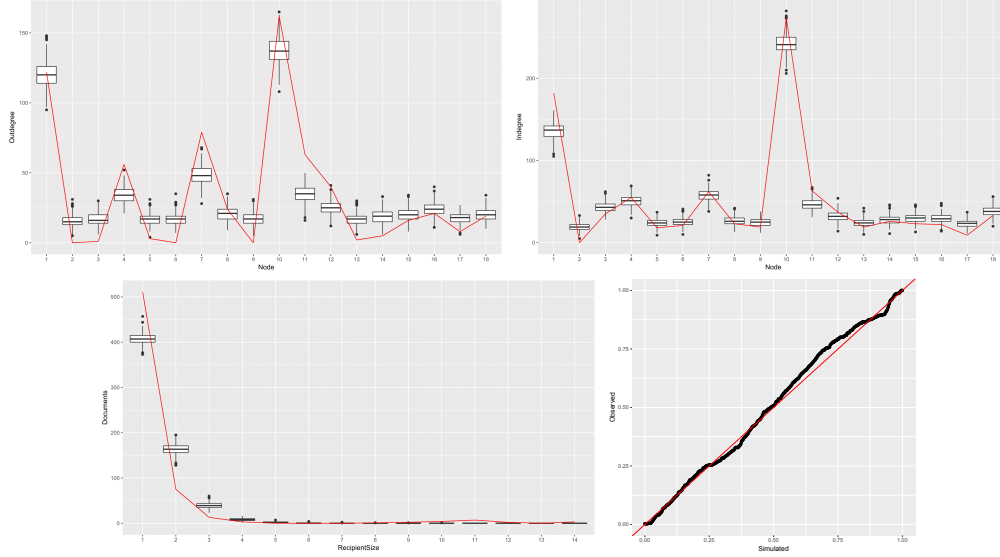 Outdegree
150
100
50
0
1 2 3 4 5 6 7 8 9 10 11 12 13 14 15 16 17 18
Node
Indegree
200
100
0
1 2 3 4 5 6 7 8 9 10 11 12 13 14 15 16 17 18
Node
Documents
500
400
300
200
100
0
1 2 3 4 5 6 7 8 9 10 11 12 13 14
RecipientSize
Observed
1.00
0.75
0.50
0.25
0.00
0.00 0.25 0.50 0.75 1.00
Simulated